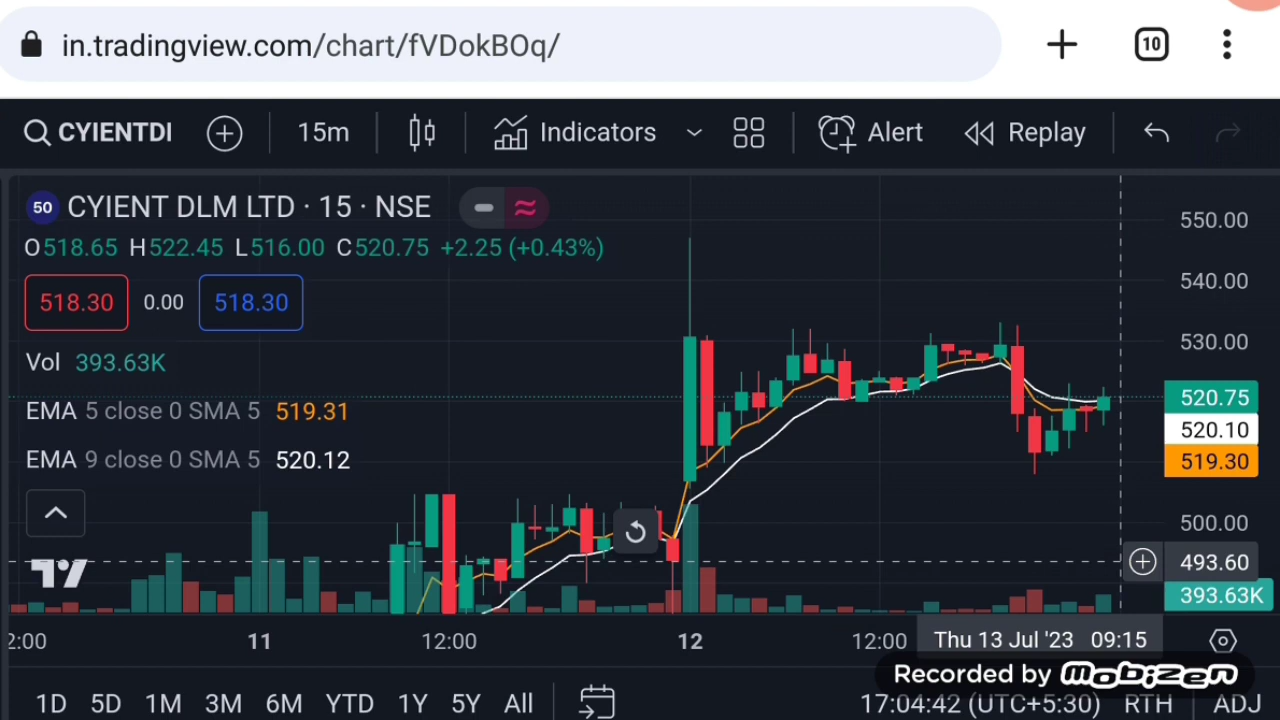 in.tradingview.com/chart/fVDokBOq/
10
CYIENTDI 15m Indicators Alert Replay
50 CYIENT DLM LTD · 15 · NSE
O518.65 H522.45 L516.00 C520.75 +2.25 (+0.43%)
518.30 0.00 518.30
Vol 393.63K
EMA 5 close 0 SMA 5 519.31
EMA 9 close 0 SMA 5 520.12
550.00
540.00
530.00
520.75
520.10
519.30
500.00
493.60
393.63K
2:00 11 12:00 12 12:00 Thu 13 Jul '23 09:15
Recorded by Mobizen
1D 5D 1M 3M 6M YTD 1Y 5Y All 17:04:42 (UTC+5:30) RTH ADJ